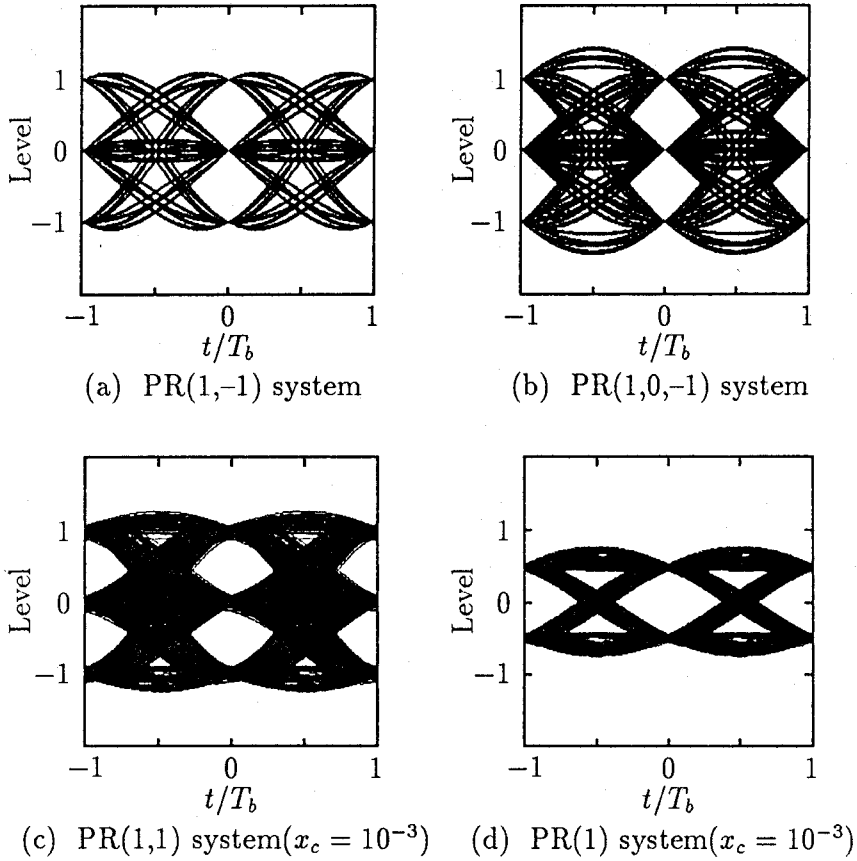 Level
1
0
−1
−1
0
1
t/T_b
(a) PR(1,−1) system
Level
1
0
−1
−1
0
1
t/T_b
(b) PR(1,0,−1) system
Level
1
0
−1
−1
0
1
t/T_b
(c) PR(1,1) system(x_c = 10^{−3})
Level
1
0
−1
−1
0
1
t/T_b
(d) PR(1) system(x_c = 10^{−3})